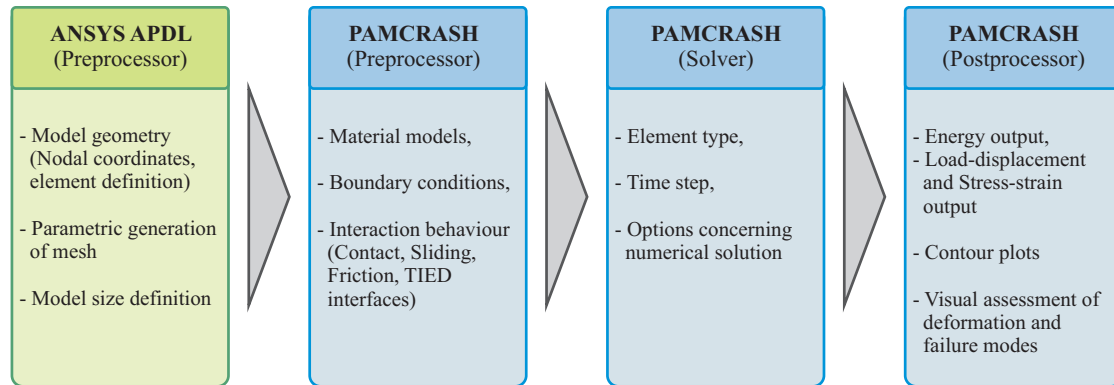 ANSYS APDL
(Preprocessor)
- Model geometry
(Nodal coordinates,
element definition)
- Parametric generation
of mesh
- Model size definition
PAMCRASH
(Preprocessor)
- Material models,
- Boundary conditions,
- Interaction behaviour
(Contact, Sliding,
Friction, TIED
interfaces)
PAMCRASH
(Solver)
- Element type,
- Time step,
- Options concerning
numerical solution
PAMCRASH
(Postprocessor)
- Energy output,
- Load-displacement
and Stress-strain
output
- Contour plots
- Visual assessment of
deformation and
failure modes